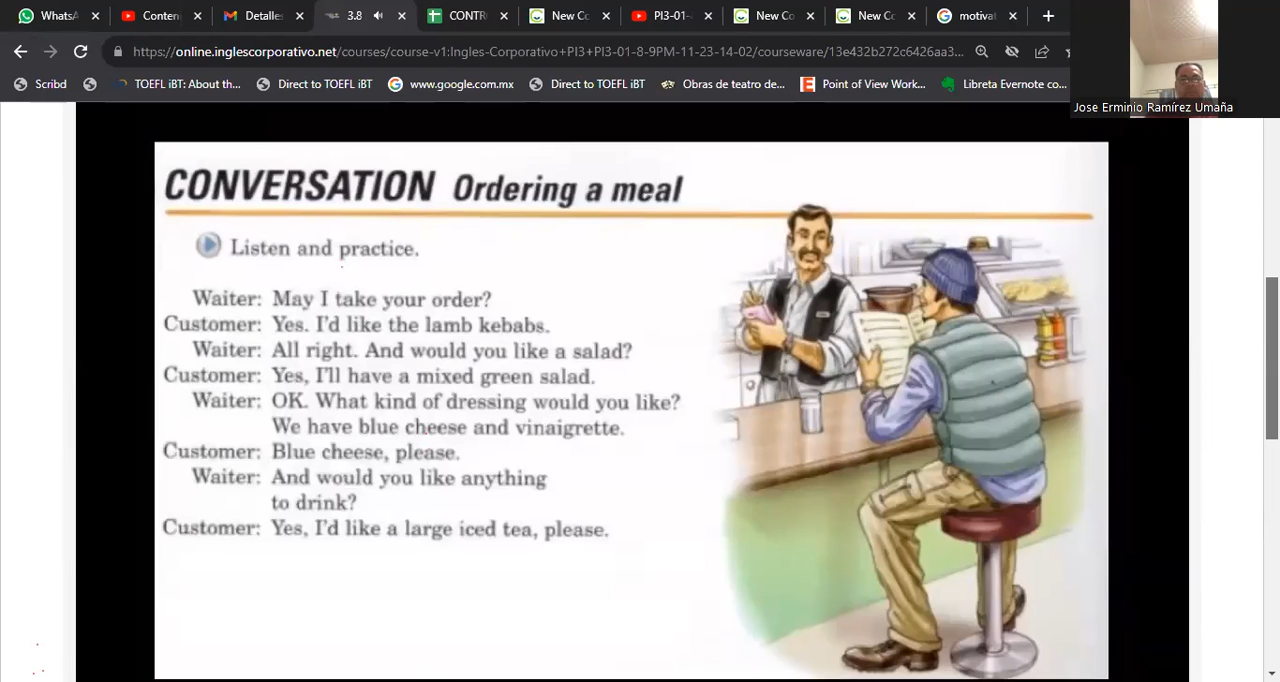 WhatsA
Conten
Detalles
3.8
CONTR
New Co
PI3-01-
New Co
New Co
motivat
https://online.inglescorporativo.net/courses/course-v1:Ingles-Corporativo+PI3+PI3-01-8-9PM-11-23-14-02/courseware/13e432b272c6426aa3...
Scribd
TOEFL iBT: About th...
Direct to TOEFL iBT
www.google.com.mx
Direct to TOEFL iBT
Obras de teatro de...
Point of View Work...
Libreta Evernote co...
Jose Erminio Ramírez Umaña
CONVERSATION Ordering a meal
Listen and practice.
Waiter: May I take your order?
Customer: Yes. I'd like the lamb kebabs.
Waiter: All right. And would you like a salad?
Customer: Yes, I'll have a mixed green salad.
Waiter: OK. What kind of dressing would you like?
We have blue cheese and vinaigrette.
Customer: Blue cheese, please.
Waiter: And would you like anything
to drink?
Customer: Yes, I'd like a large iced tea, please.